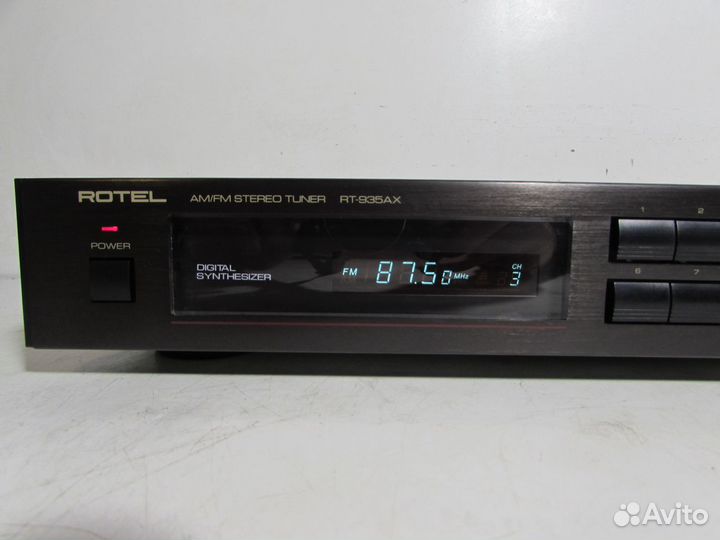 ROTEL AM/FM STEREO TUNER RT-935AX
1 2
POWER
DIGITAL
SYNTHESIZER
FM 87.50 MHz CH 3
6 7
Avito